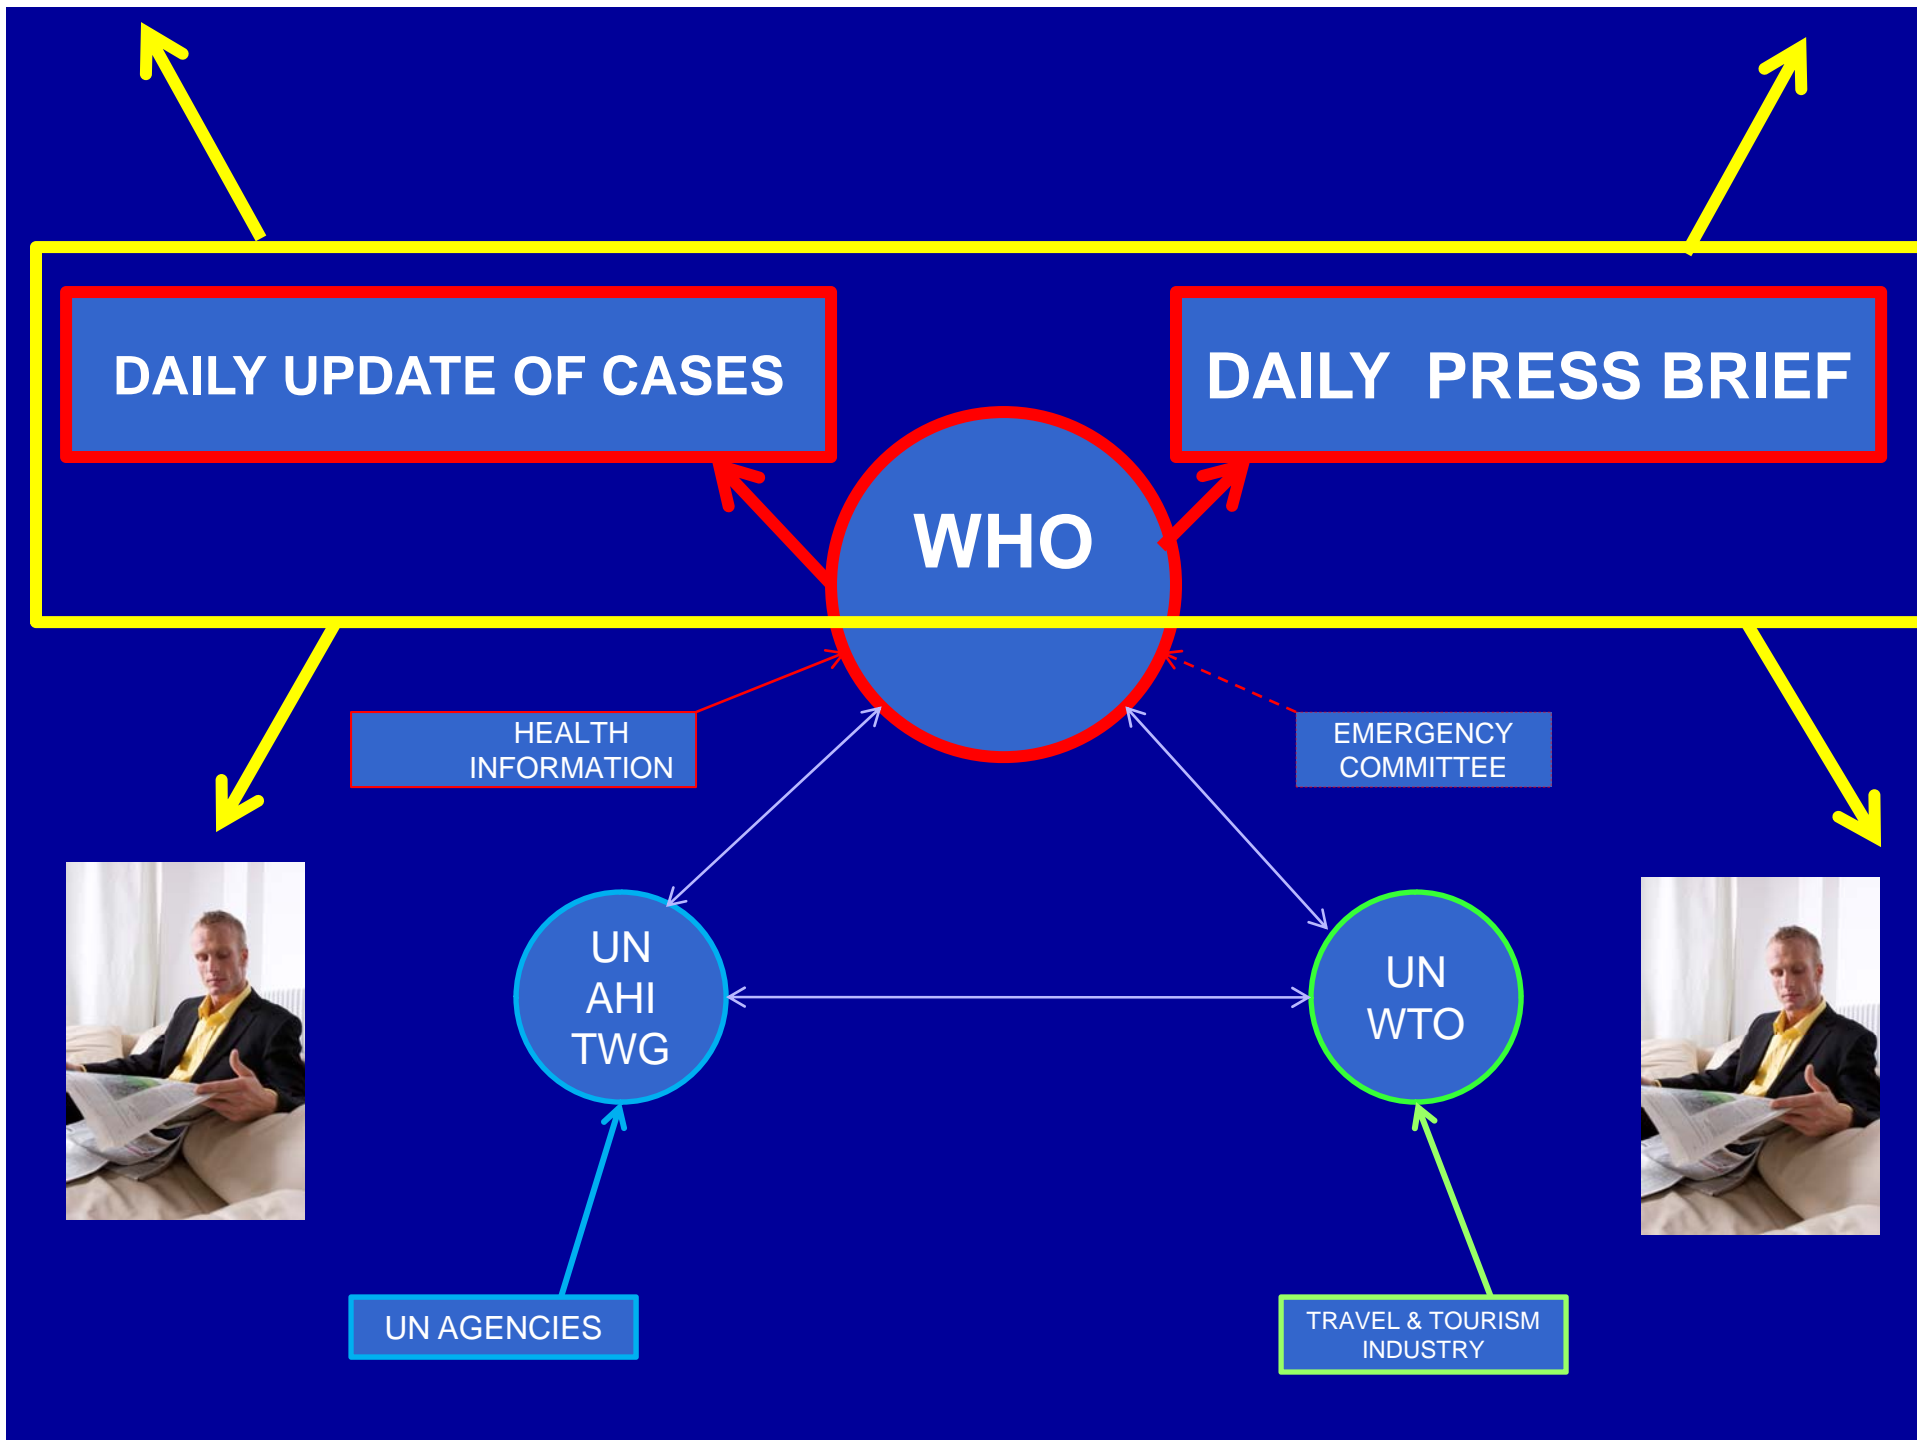 DAILY UPDATE OF CASES
DAILY PRESS BRIEF
WHO
HEALTH
INFORMATION
EMERGENCY
COMMITTEE
UN
AHI
TWG
UN
WTO
UN AGENCIES
TRAVEL & TOURISM
INDUSTRY